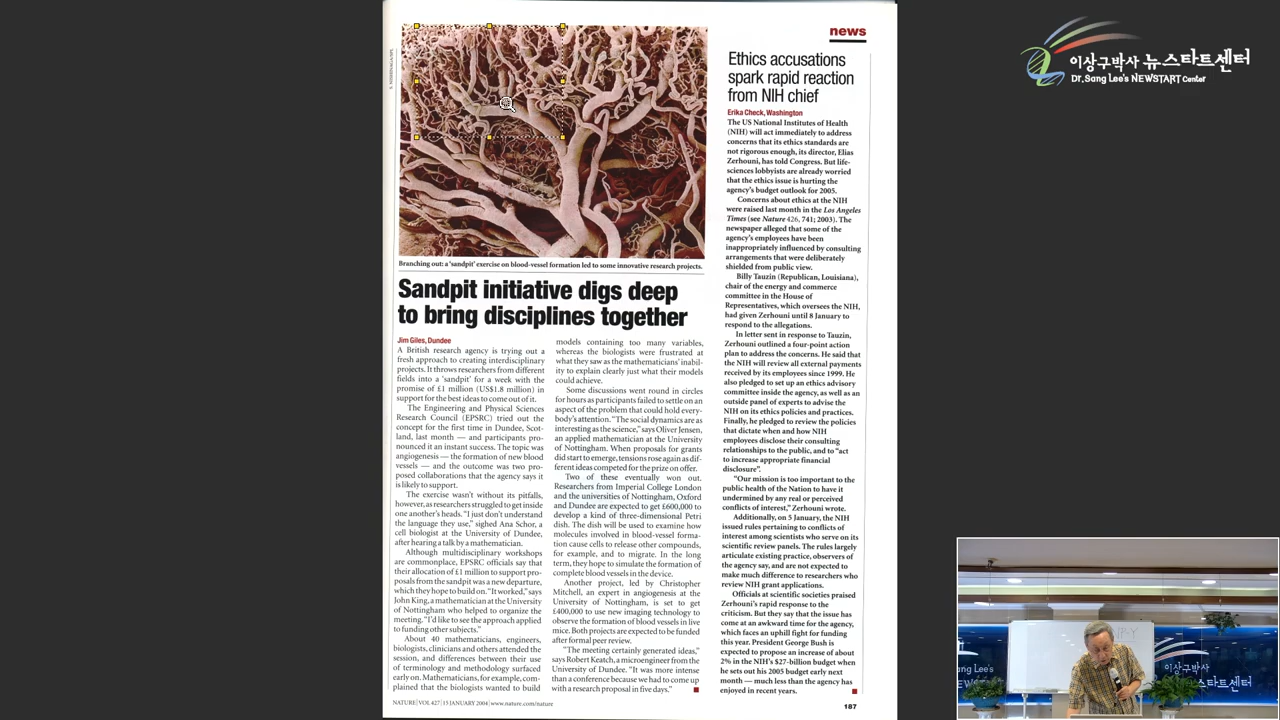 news
이상구박사 뉴스타트센터
Dr. Sang Lee's NEWSTART Center
Branching out: a 'sandpit' exercise on blood-vessel formation led to some innovative research projects.
Sandpit initiative digs deep
to bring disciplines together
Jim Giles, Dundee
A British research agency is trying out a
fresh approach to creating interdisciplinary
projects. It throws researchers from different
fields into a 'sandpit' for a week with the
promise of £1 million (US$1.8 million) in
support for the best ideas to come out of it.
The Engineering and Physical Sciences
Research Council (EPSRC) tried out the
concept for the first time in Dundee, Scot-
land, last month — and participants pro-
nounced it an instant success. The topic was
angiogenesis — the formation of new blood
vessels — and the outcome was two pro-
posed collaborations that the agency says it
is likely to support.
The exercise wasn't without its pitfalls,
however, as researchers struggled to get inside
one another's heads. "I just don't understand
the language they use," sighed Ana Schor, a
cell biologist at the University of Dundee,
after hearing a talk by a mathematician.
Although multidisciplinary workshops
are commonplace, EPSRC officials say that
their allocation of £1 million to support pro-
posals from the sandpit was a new departure,
which they hope to build on. "It worked," says
John King, a mathematician at the University
of Nottingham who helped to organize the
meeting. "I'd like to see the approach applied
to funding other subjects."
About 40 mathematicians, engineers,
biologists, clinicians and others attended the
session, and differences between their use
of terminology and methodology surfaced
early on. Mathematicians, for example, com-
plained that the biologists wanted to build
models containing too many variables,
whereas the biologists were frustrated at
what they saw as the mathematicians' inabil-
ity to explain clearly just what their models
could achieve.
Some discussions went round in circles
for hours as participants failed to settle on an
aspect of the problem that could hold every-
body's attention. "The social dynamics are as
interesting as the science," says Oliver Jensen,
an applied mathematician at the University
of Nottingham. When proposals for grants
did start to emerge, tensions rose again as dif-
ferent ideas competed for the prize on offer.
Two of these eventually won out.
Researchers from Imperial College London
and the universities of Nottingham, Oxford
and Dundee are expected to get £600,000 to
develop a kind of three-dimensional Petri
dish. The dish will be used to examine how
molecules involved in blood-vessel forma-
tion cause cells to release other compounds,
for example, and to migrate. In the long
term, they hope to simulate the formation of
complete blood vessels in the device.
Another project, led by Christopher
Mitchell, an expert in angiogenesis at the
University of Nottingham, is set to get
£400,000 to use new imaging technology to
observe the formation of blood vessels in live
mice. Both projects are expected to be funded
after formal peer review.
"The meeting certainly generated ideas,"
says Robert Keatch, a microengineer from the
University of Dundee. "It was more intense
than a conference because we had to come up
with a research proposal in five days."
Ethics accusations
spark rapid reaction
from NIH chief
Erika Check, Washington
The US National Institutes of Health
(NIH) will act immediately to address
concerns that its ethics standards are
not rigorous enough, its director, Elias
Zerhouni, has told Congress. But life-
sciences lobbyists are already worried
that the ethics issue is hurting the
agency's budget outlook for 2005.
Concerns about ethics at the NIH
were raised last month in the Los Angeles
Times (see Nature 426, 741; 2003). The
newspaper alleged that some of the
agency's employees have been
inappropriately influenced by consulting
arrangements that were deliberately
shielded from public view.
Billy Tauzin (Republican, Louisiana),
chair of the energy and commerce
committee in the House of
Representatives, which oversees the NIH,
had given Zerhouni until 8 January to
respond to the allegations.
In letter sent in response to Tauzin,
Zerhouni outlined a four-point action
plan to address the concerns. He said that
the NIH will review all external payments
received by its employees since 1999. He
also pledged to set up an ethics advisory
committee inside the agency, as well as an
outside panel of experts to advise the
NIH on its ethics policies and practices.
Finally, he pledged to review the policies
that dictate when and how NIH
employees disclose their consulting
relationships to the public, and to "act
to increase appropriate financial
disclosure".
"Our mission is too important to the
public health of the Nation to have it
undermined by any real or perceived
conflicts of interest," Zerhouni wrote.
Additionally, on 5 January, the NIH
issued rules pertaining to conflicts of
interest among scientists who serve on its
scientific review panels. The rules largely
articulate existing practice, observers of
the agency say, and are not expected to
make much difference to researchers who
review NIH grant applications.
Officials at scientific societies praised
Zerhouni's rapid response to the
criticism. But they say that the issue has
come at an awkward time for the agency,
which faces an uphill fight for funding
this year. President George Bush is
expected to propose an increase of about
2% in the NIH's $27-billion budget when
he sets out his 2005 budget early next
month — much less than the agency has
enjoyed in recent years.
NATURE | VOL 427 | 15 JANUARY 2004 | www.nature.com/nature
187